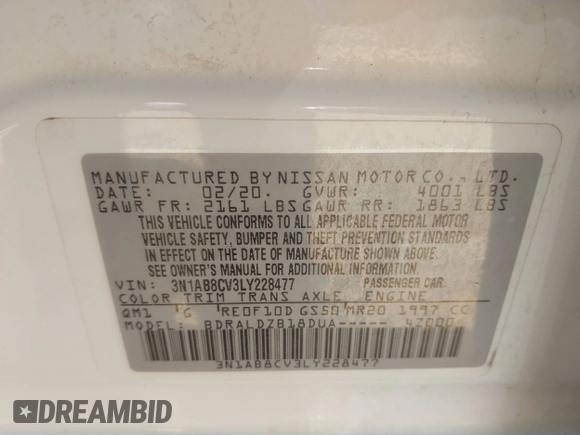 MANUFACTURED BY NISSAN MOTOR CO., LTD.
DATE: 02/20. GVWR: 4001 LBS
GAWR FR: 2161 LBS GAWR RR: 1863 LBS
THIS VEHICLE CONFORMS TO ALL APPLICABLE FEDERAL MOTOR
VEHICLE SAFETY, BUMPER AND THEFT PREVENTION STANDARDS
IN EFFECT ON THE DATE OF MANUFACTURE SHOWN ABOVE.
SEE OWNER'S MANUAL FOR ADDITIONAL INFORMATION.
VIN: 3N1AB8CV3LY228477 PASSENGER CAR
COLOR TRIM TRANS AXLE ENGINE
QM1 G RE0F10D GS50 MR20 1997 CC
MODEL: BDRALDZB18DUA----- 4Z000
3N1AB8CV3LY228477
DREAMBID